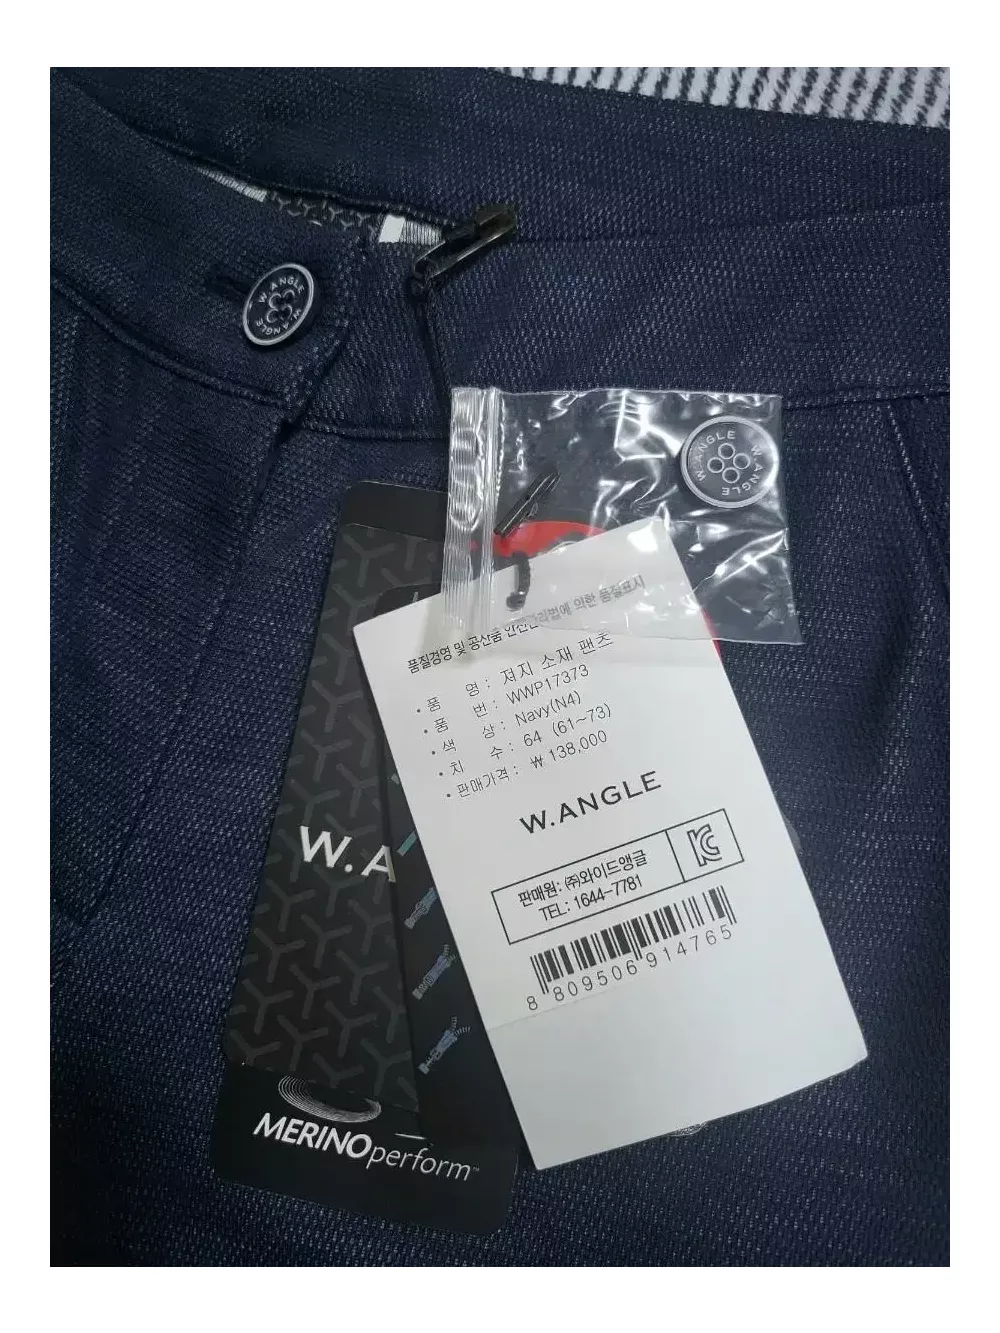 W.ANGLE W.ANGLE
W.ANGLE W.ANGLE
품질경영 및 공산품 안전관리법에 의한 품질표시
• 품 명 : 져지 소재 팬츠
• 품 번 : WWP17373
• 색 상 : Navy(N4)
• 치 수 : 64 (61~73)
• 판매가격 : ₩ 138,000
W.ANGLE
판매원: ㈜와이드앵글
TEL: 1644-7781
8 809506 914765
W.A
MERINOperform™